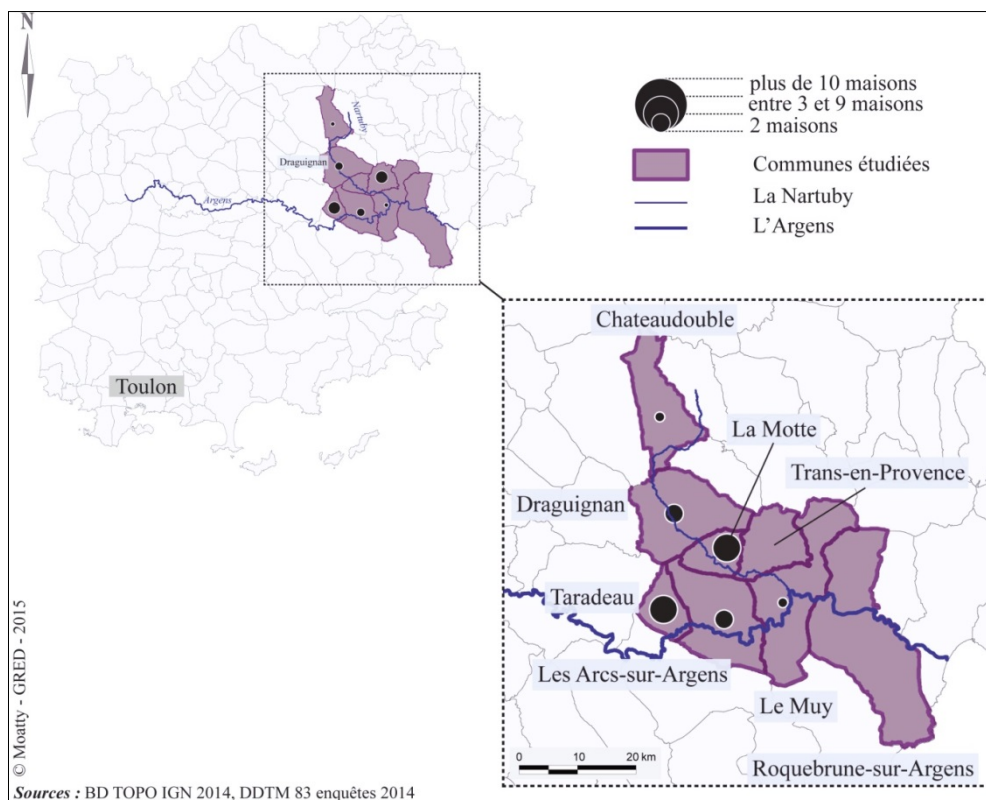 N
Nartuby
Draguignan
Argens
Toulon
plus de 10 maisons
entre 3 et 9 maisons
2 maisons
Communes étudiées
La Nartuby
L'Argens
Chateaudouble
La Motte
Trans-en-Provence
Draguignan
Taradeau
Les Arcs-sur-Argens
Le Muy
Roquebrune-sur-Argens
0 10 20 km
© Moatty - GRED - 2015
Sources : BD TOPO IGN 2014, DDTM 83 enquêtes 2014